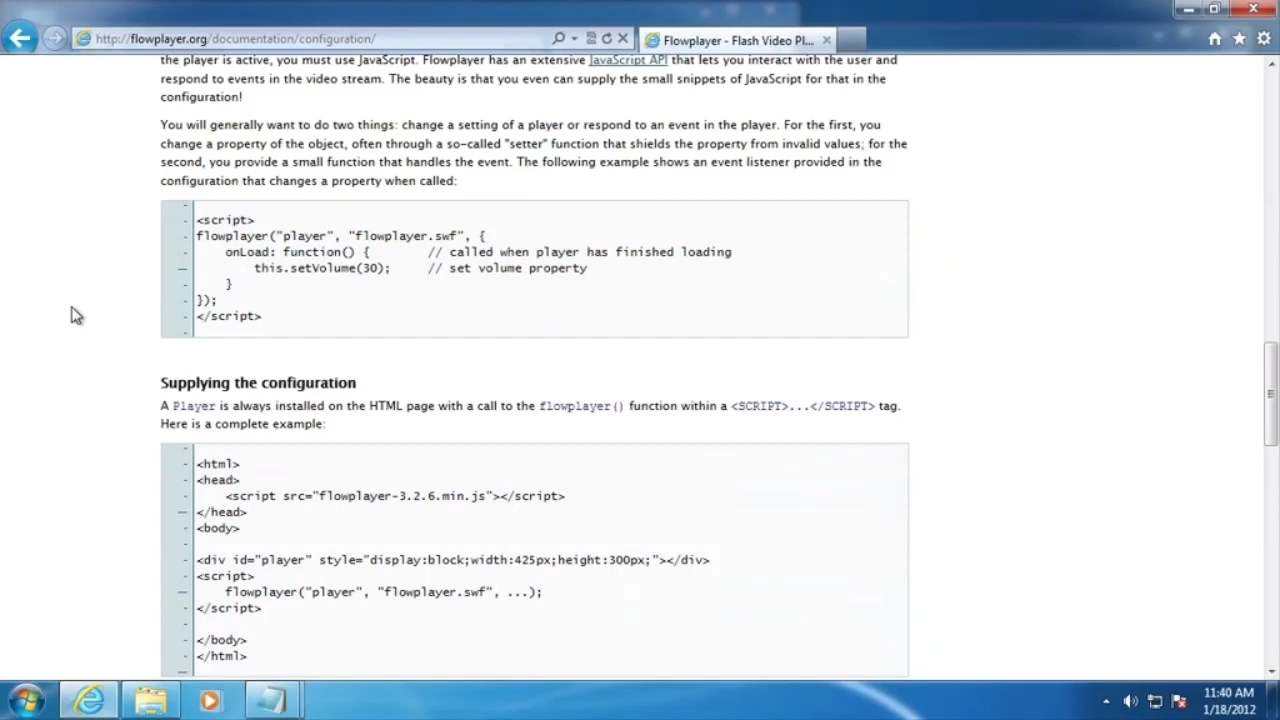 http://flowplayer.org/documentation/configuration/
Flowplayer - Flash Video Pl...
the player is active, you must use JavaScript. Flowplayer has an extensive JavaScript API that lets you interact with the user and
respond to events in the video stream. The beauty is that you even can supply the small snippets of JavaScript for that in the
configuration!
You will generally want to do two things: change a setting of a player or respond to an event in the player. For the first, you
change a property of the object, often through a so-called "setter" function that shields the property from invalid values; for the
second, you provide a small function that handles the event. The following example shows an event listener provided in the
configuration that changes a property when called:
<script>
flowplayer("player", "flowplayer.swf", {
    onLoad: function() {        // called when player has finished loading
        this.setVolume(30);     // set volume property
    }
});
</script>
Supplying the configuration
A Player is always installed on the HTML page with a call to the flowplayer() function within a <SCRIPT>...</SCRIPT> tag.
Here is a complete example:
<html>
<head>
    <script src="flowplayer-3.2.6.min.js"></script>
</head>
<body>
<div id="player" style="display:block;width:425px;height:300px;"></div>
<script>
    flowplayer("player", "flowplayer.swf", ...);
</script>
</body>
</html>
11:40 AM
1/18/2012